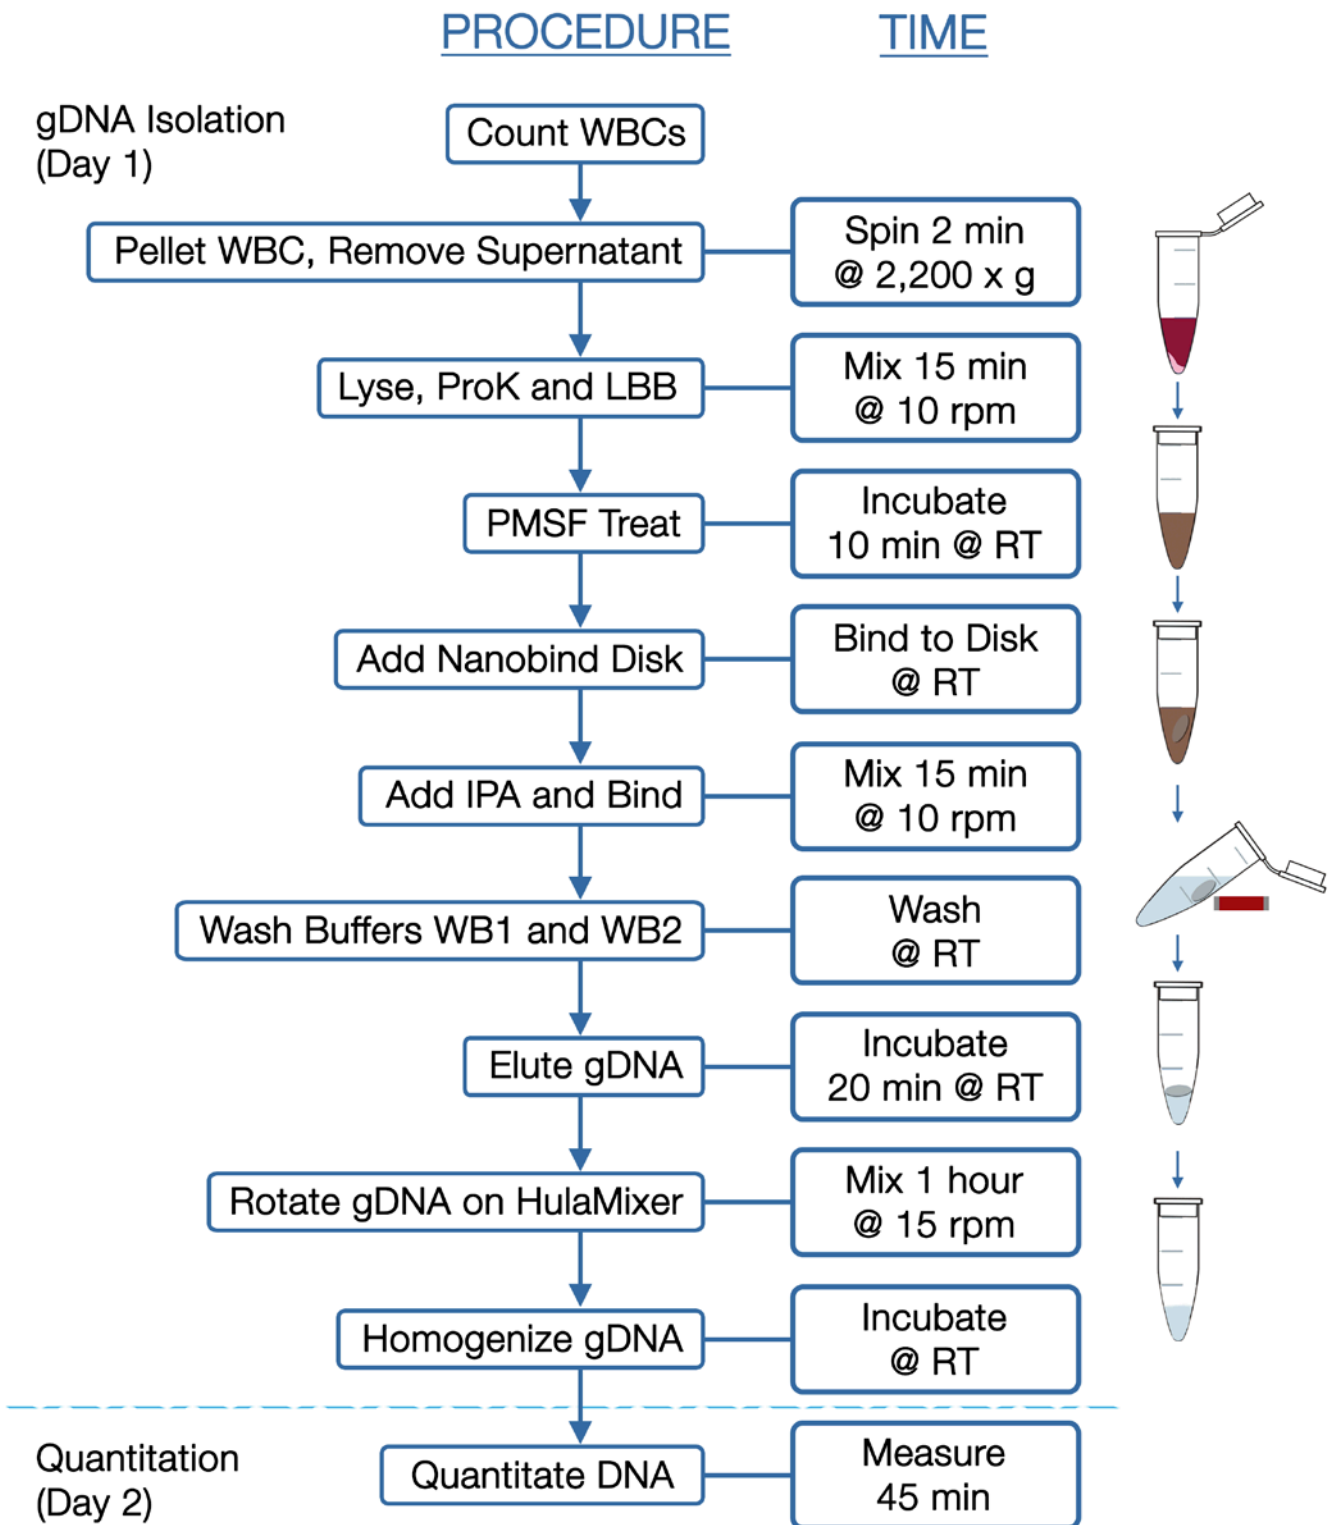 PROCEDURE
TIME
gDNA Isolation
(Day 1)
Count WBCs
Pellet WBC, Remove Supernatant
Spin 2 min
@ 2,200 x g
Lyse, ProK and LBB
Mix 15 min
@ 10 rpm
PMSF Treat
Incubate
10 min @ RT
Add Nanobind Disk
Bind to Disk
@ RT
Add IPA and Bind
Mix 15 min
@ 10 rpm
Wash Buffers WB1 and WB2
Wash
@ RT
Elute gDNA
Incubate
20 min @ RT
Rotate gDNA on HulaMixer
Mix 1 hour
@ 15 rpm
Homogenize gDNA
Incubate
@ RT
Quantitation
(Day 2)
Quantitate DNA
Measure
45 min